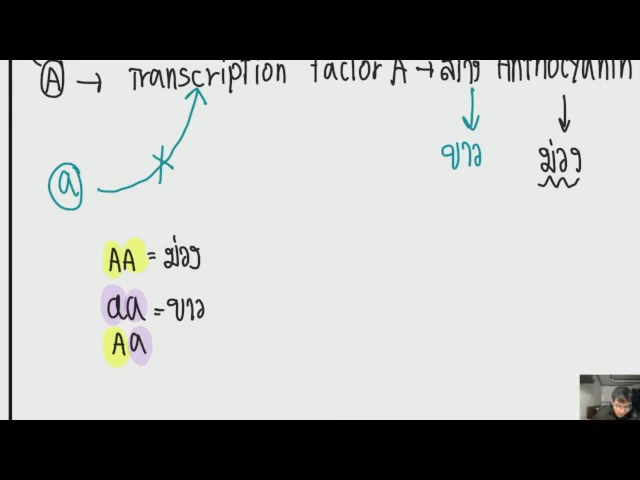 A → Transcription factor A → สาร Anthocyanin
a
ขาว ม่วง
AA = ม่วง
aa = ขาว
Aa